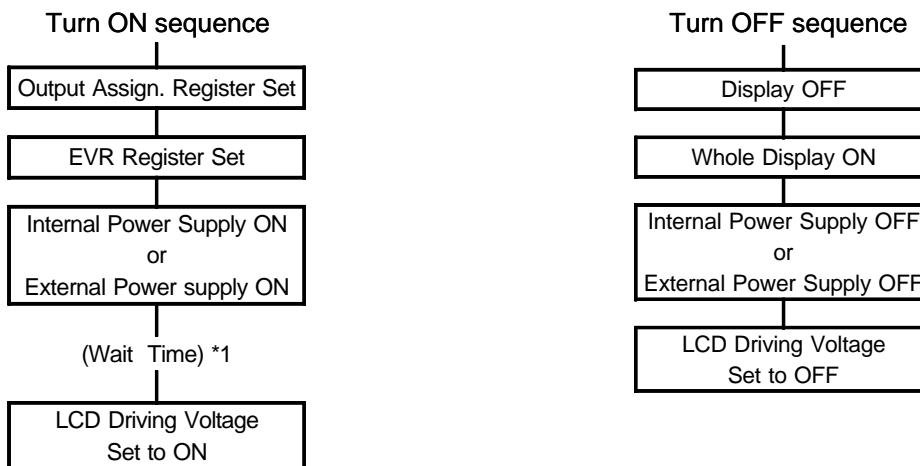 Turn ON sequence
Output Assign. Register Set
EVR Register Set
Internal Power Supply ON
or
External Power supply ON
(Wait Time) *1
LCD Driving Voltage
Set to ON
Turn OFF sequence
Display OFF
Whole Display ON
Internal Power Supply OFF
or
External Power Supply OFF
LCD Driving Voltage
Set to OFF